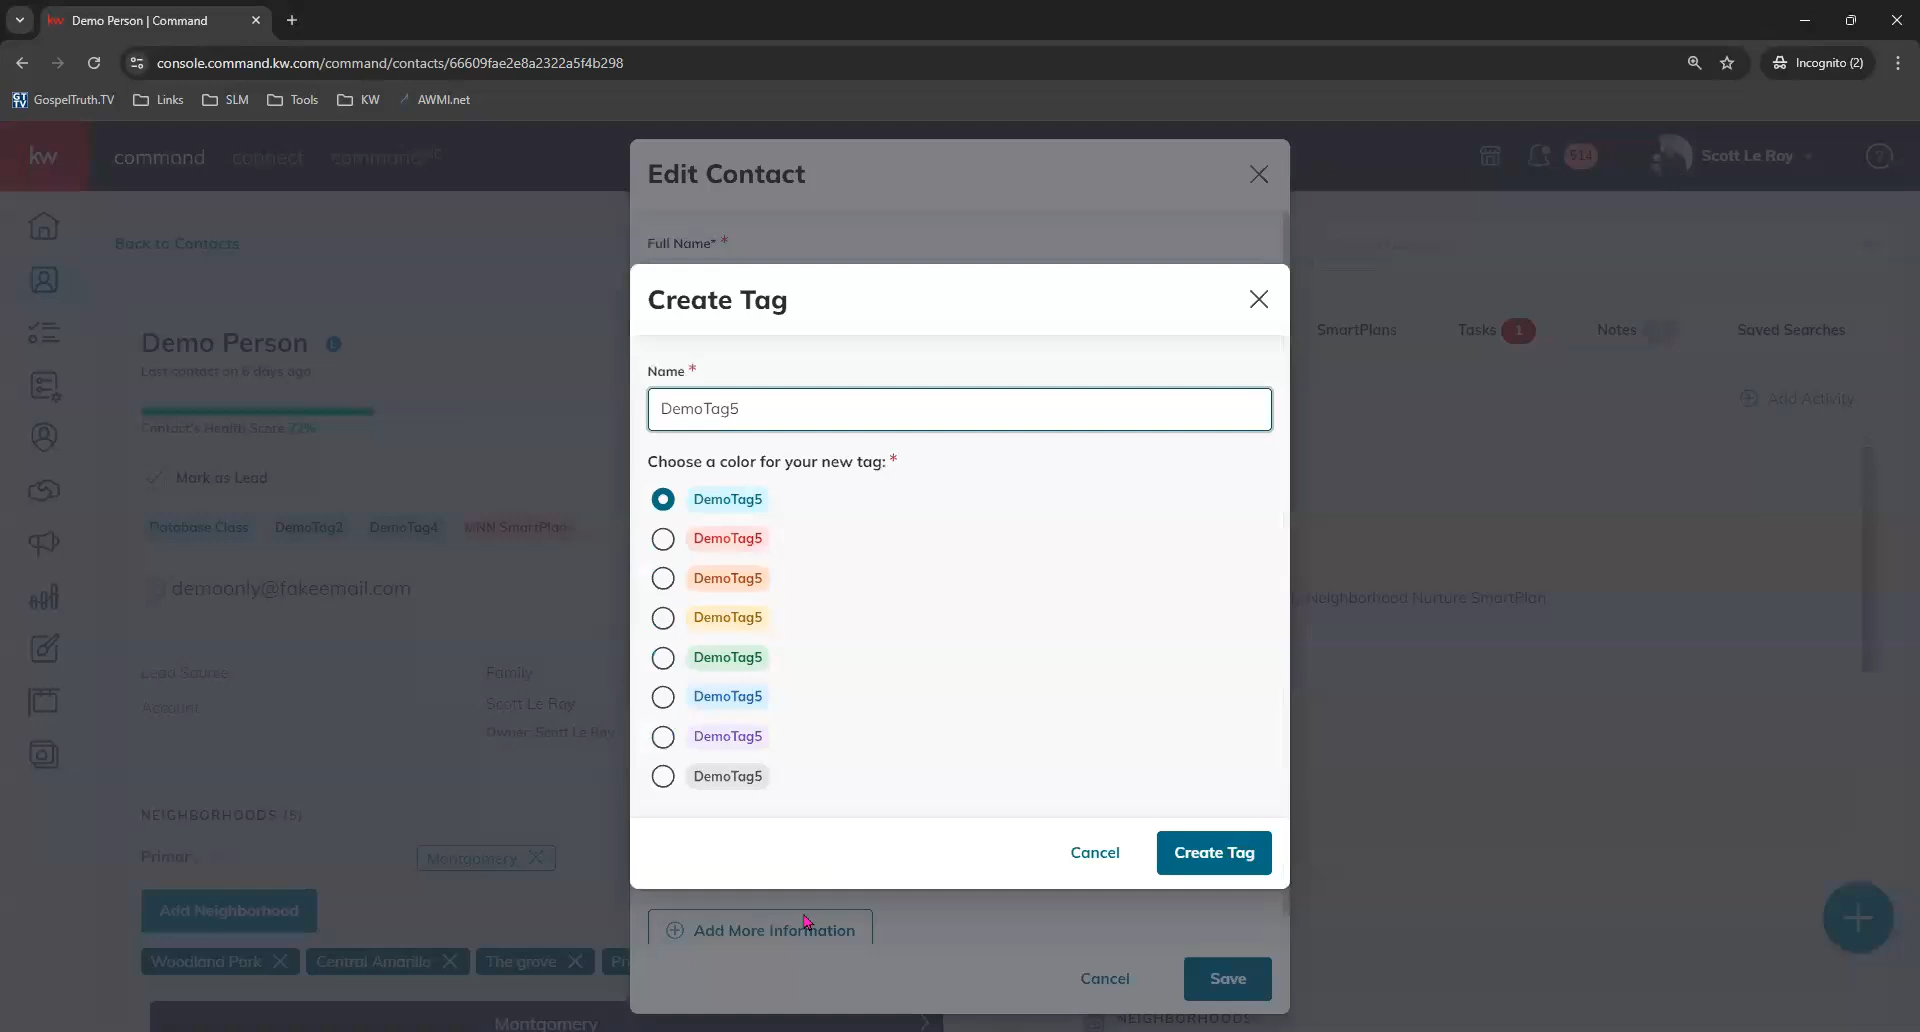 Demo Person | Command
console.command.kw.com/command/contacts/66609fae2e8a2322a5f4b298
Incognito (2)
GospelTruth.TV Links SLM Tools KW AWMI.net
kw command connect command
Edit Contact
914 Scott Le Roy
Back to Contacts
Full Name* *
Create Tag
Demo Person L
Last contact on 6 days ago
SmartPlans Tasks 1 Notes Saved Searches
Name *
Add Activity
DemoTag5
Contact's Health Score 72%
Choose a color for your new tag: *
Mark as Lead
DemoTag5
Database Class DemoTag2 DemoTag4 MNN SmartPlan
DemoTag5
DemoTag5
demoonly@fakeemail.com
Neighborhood Nurture SmartPlan
DemoTag5
DemoTag5
Lead Source Family
DemoTag5
Account Scott Le Roy
Owner: Scott Le Roy
DemoTag5
DemoTag5
NEIGHBORHOODS (5)
Primary Montgomery
Cancel Create Tag
Add Neighborhood
Add More Information
Woodland Park Central Amarillo The grove
Cancel Save
Montgomery
NEIGHBORHOODS